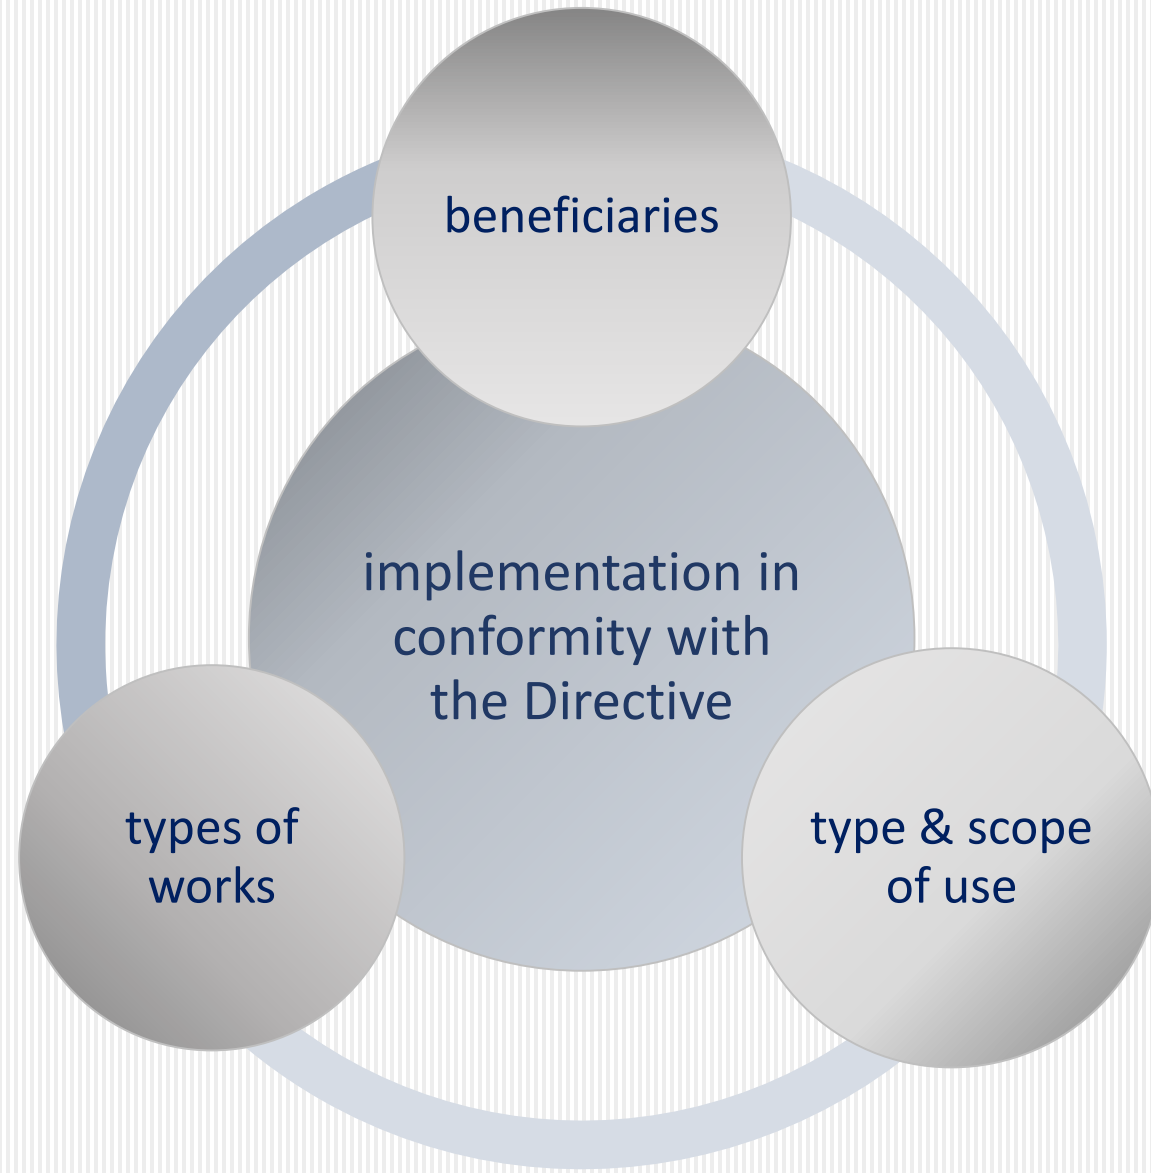 beneficiaries
implementation in
conformity with
the Directive
types of
works
type & scope
of use